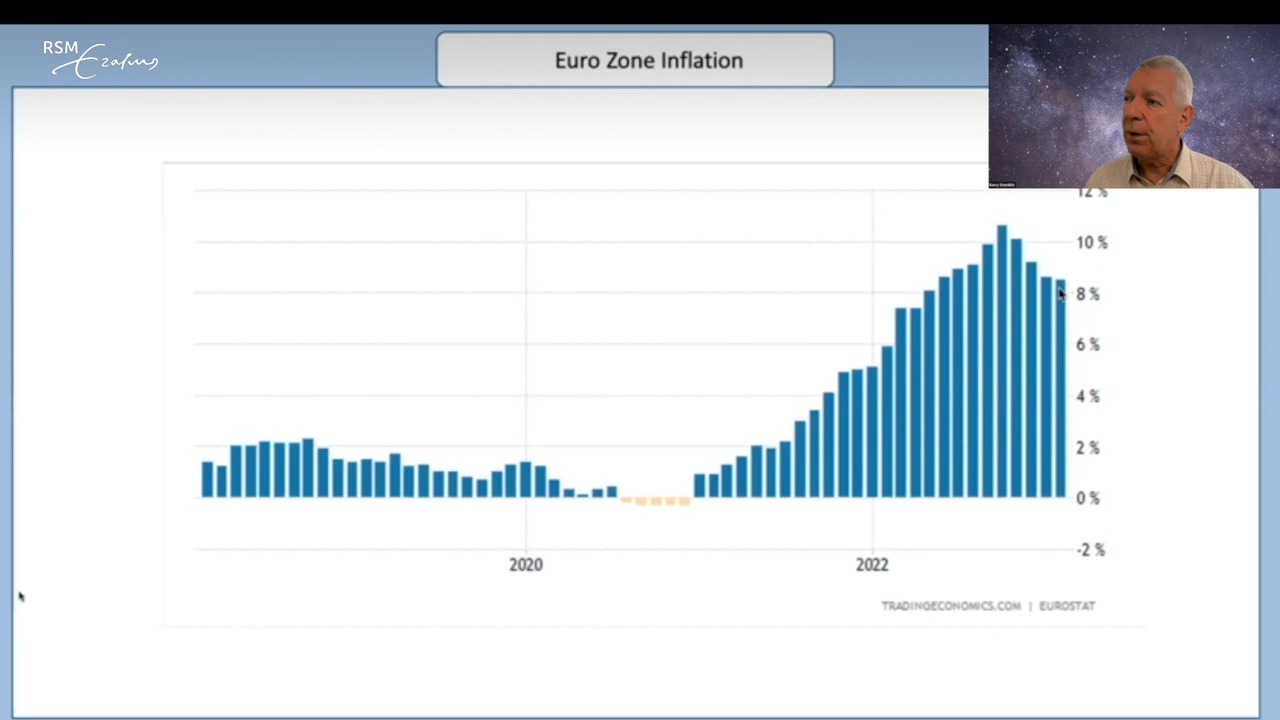 RSM
Erasmus
Euro Zone Inflation
12 %
10 %
8 %
6 %
4 %
2 %
0 %
-2 %
2020
2022
TRADINGECONOMICS.COM | EUROSTAT